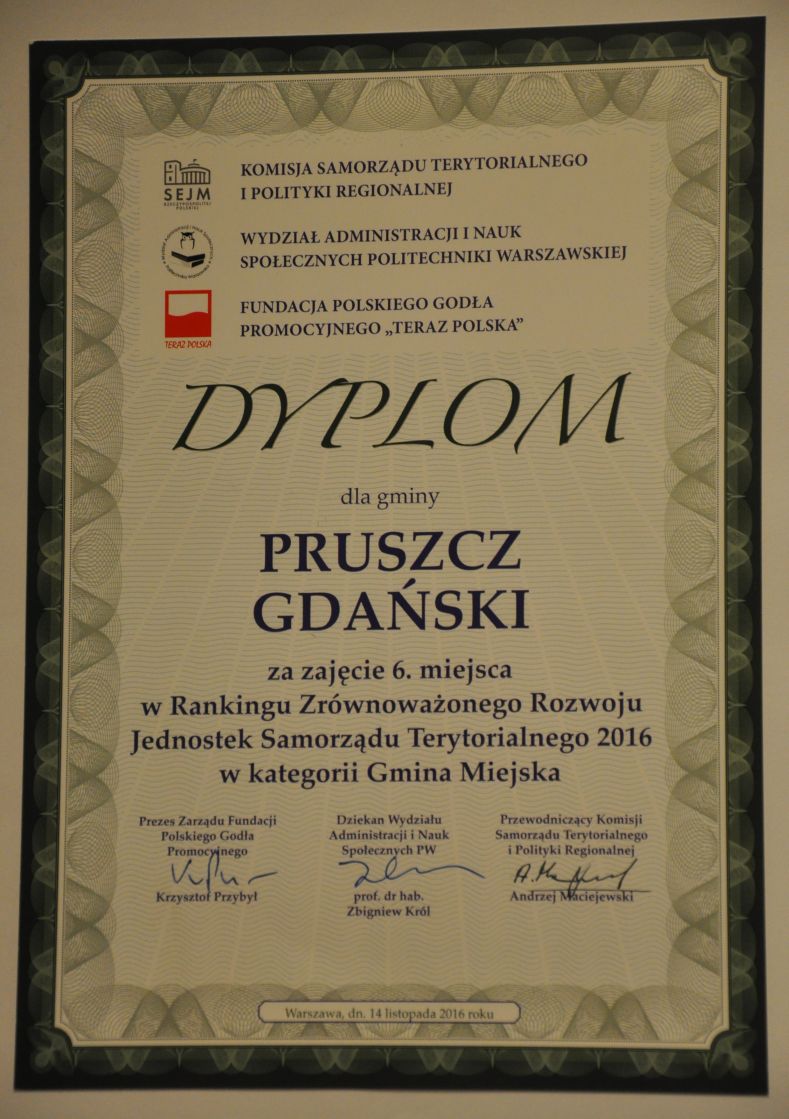 SEJM
RZECZYPOSPOLITEJ
POLSKIEJ
KOMISJA SAMORZĄDU TERYTORIALNEGO
I POLITYKI REGIONALNEJ
WYDZIAŁ ADMINISTRACJI I NAUK
SPOŁECZNYCH POLITECHNIKI WARSZAWSKIEJ
TERAZ POLSKA
FUNDACJA POLSKIEGO GODŁA
PROMOCYJNEGO „TERAZ POLSKA”
DYPLOM
dla gminy
PRUSZCZ
GDAŃSKI
za zajęcie 6. miejsca
w Rankingu Zrównoważonego Rozwoju
Jednostek Samorządu Terytorialnego 2016
w kategorii Gmina Miejska
Prezes Zarządu Fundacji
Polskiego Godła
Promocyjnego
Krzysztof Przybył
Dziekan Wydziału
Administracji i Nauk
Społecznych PW
prof. dr hab.
Zbigniew Król
Przewodniczący Komisji
Samorządu Terytorialnego
i Polityki Regionalnej
Andrzej Maciejewski
Warszawa, dn. 14 listopada 2016 roku